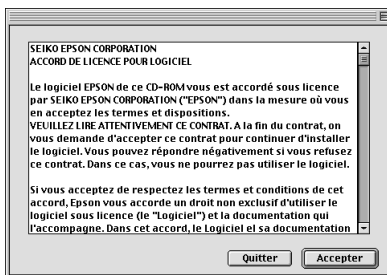 SEIKO EPSON CORPORATION
ACCORD DE LICENCE POUR LOGICIEL
Le logiciel EPSON de ce CD-ROM vous est accordé sous licence
par SEIKO EPSON CORPORATION ("EPSON") dans la mesure où vous
en acceptez les termes et dispositions.
VEUILLEZ LIRE ATTENTIVEMENT CE CONTRAT. A la fin du contrat, on
vous demande d'accepter ce contrat pour continuer d'installer
le logiciel. Vous pouvez répondre négativement si vous refusez
ce contrat. Dans ce cas, vous ne pourrez pas utiliser le logiciel.
Si vous acceptez de respectez les termes et conditions de cet
accord, Epson vous accorde un droit non exclusif d'utiliser le
logiciel sous licence (le "Logiciel") et la documentation qui
l'accompagne. Dans cet accord, le Logiciel el sa documentation
Quitter
Accepter